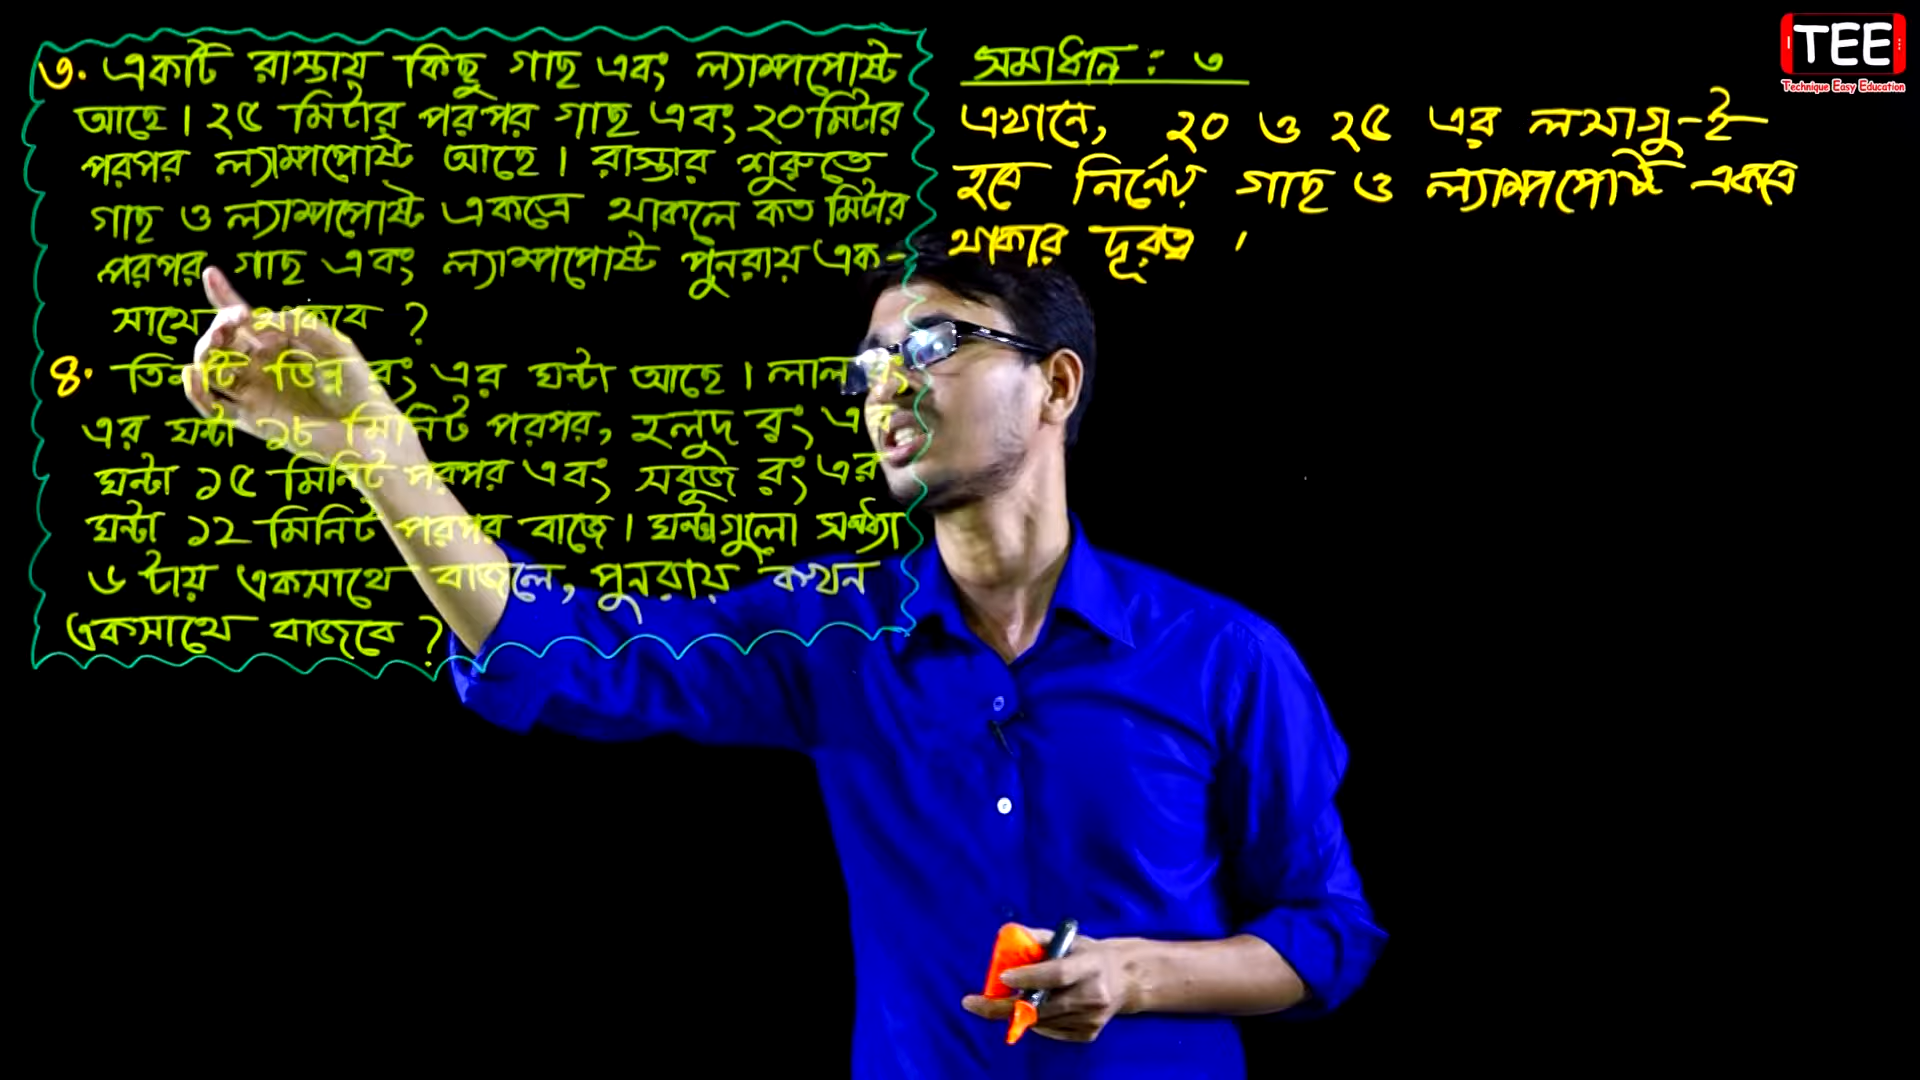 ৩. একটি রাস্তায় কিছু গাছ এবং ল্যাম্পপোষ্ট
আছে। ২৫ মিটার পরপর গাছ এবং ২০ মিটার
পরপর ল্যাম্পপোষ্ট আছে। রাস্তার শুরুতে
গাছ ও ল্যাম্পপোষ্ট একত্রে থাকলে কত মিটার
পরপর গাছ এবং ল্যাম্পপোষ্ট পুনরায় এক-
সাথে থাকবে ?
৪. তিনটি ভিন্ন রং এর ঘন্টা আছে। লাল রং
এর ঘন্টা ১৮ মিনিট পরপর, হলুদ রং এর
ঘন্টা ১৫ মিনিট পরপর এবং সবুজ রং এর
ঘন্টা ১২ মিনিট পরপর বাজে। ঘন্টাগুলো সন্ধ্যা
৬ টায় একসাথে বাজলে, পুনরায় কখন
একসাথে বাজবে ?
সমাধান : ৩
এখানে, ২০ ও ২৫ এর লসাগু-ই
হবে নির্নেয় গাছ ও ল্যাম্পপোষ্ট একত্রে
থাকার দূরত্ব ।
TEE
Technique Easy Education